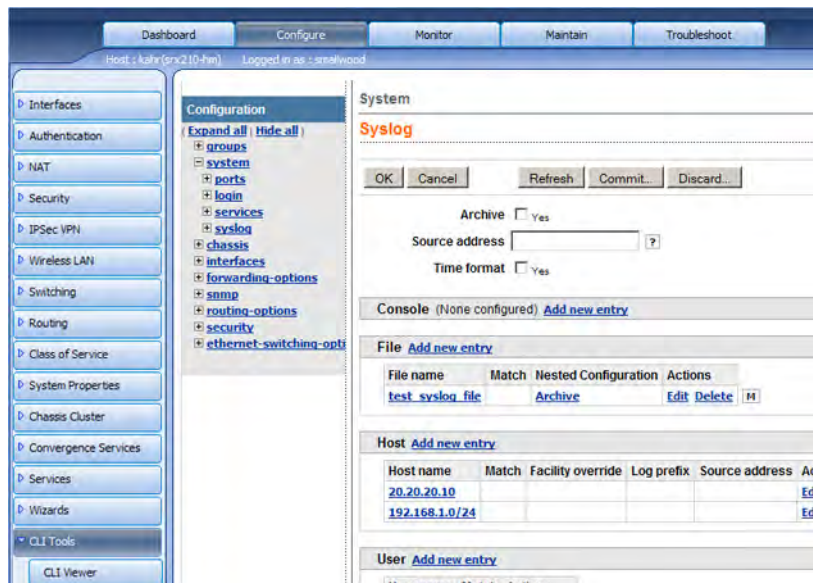 Dashboard Configure Monitor Maintain Troubleshoot
Host : kahr(srx210-hm) Logged in as : smallwood
Interfaces
Authentication
NAT
Security
IPSec VPN
Wireless LAN
Switching
Routing
Class of Service
System Properties
Chassis Cluster
Convergence Services
Services
Wizards
CLI Tools
CLI Viewer
Configuration
( Expand all | Hide all )
groups
system
ports
login
services
syslog
chassis
interfaces
forwarding-options
snmp
routing-options
security
ethernet-switching-opti
System
Syslog
OK Cancel Refresh Commit... Discard...
Archive Yes
Source address ?
Time format Yes
Console (None configured) Add new entry
File Add new entry
File name Match Nested Configuration Actions
test_syslog_file Archive Edit Delete M
Host Add new entry
Host name Match Facility override Log prefix Source address Ac
20.20.20.10 Ed
192.168.1.0/24 Ed
User Add new entry